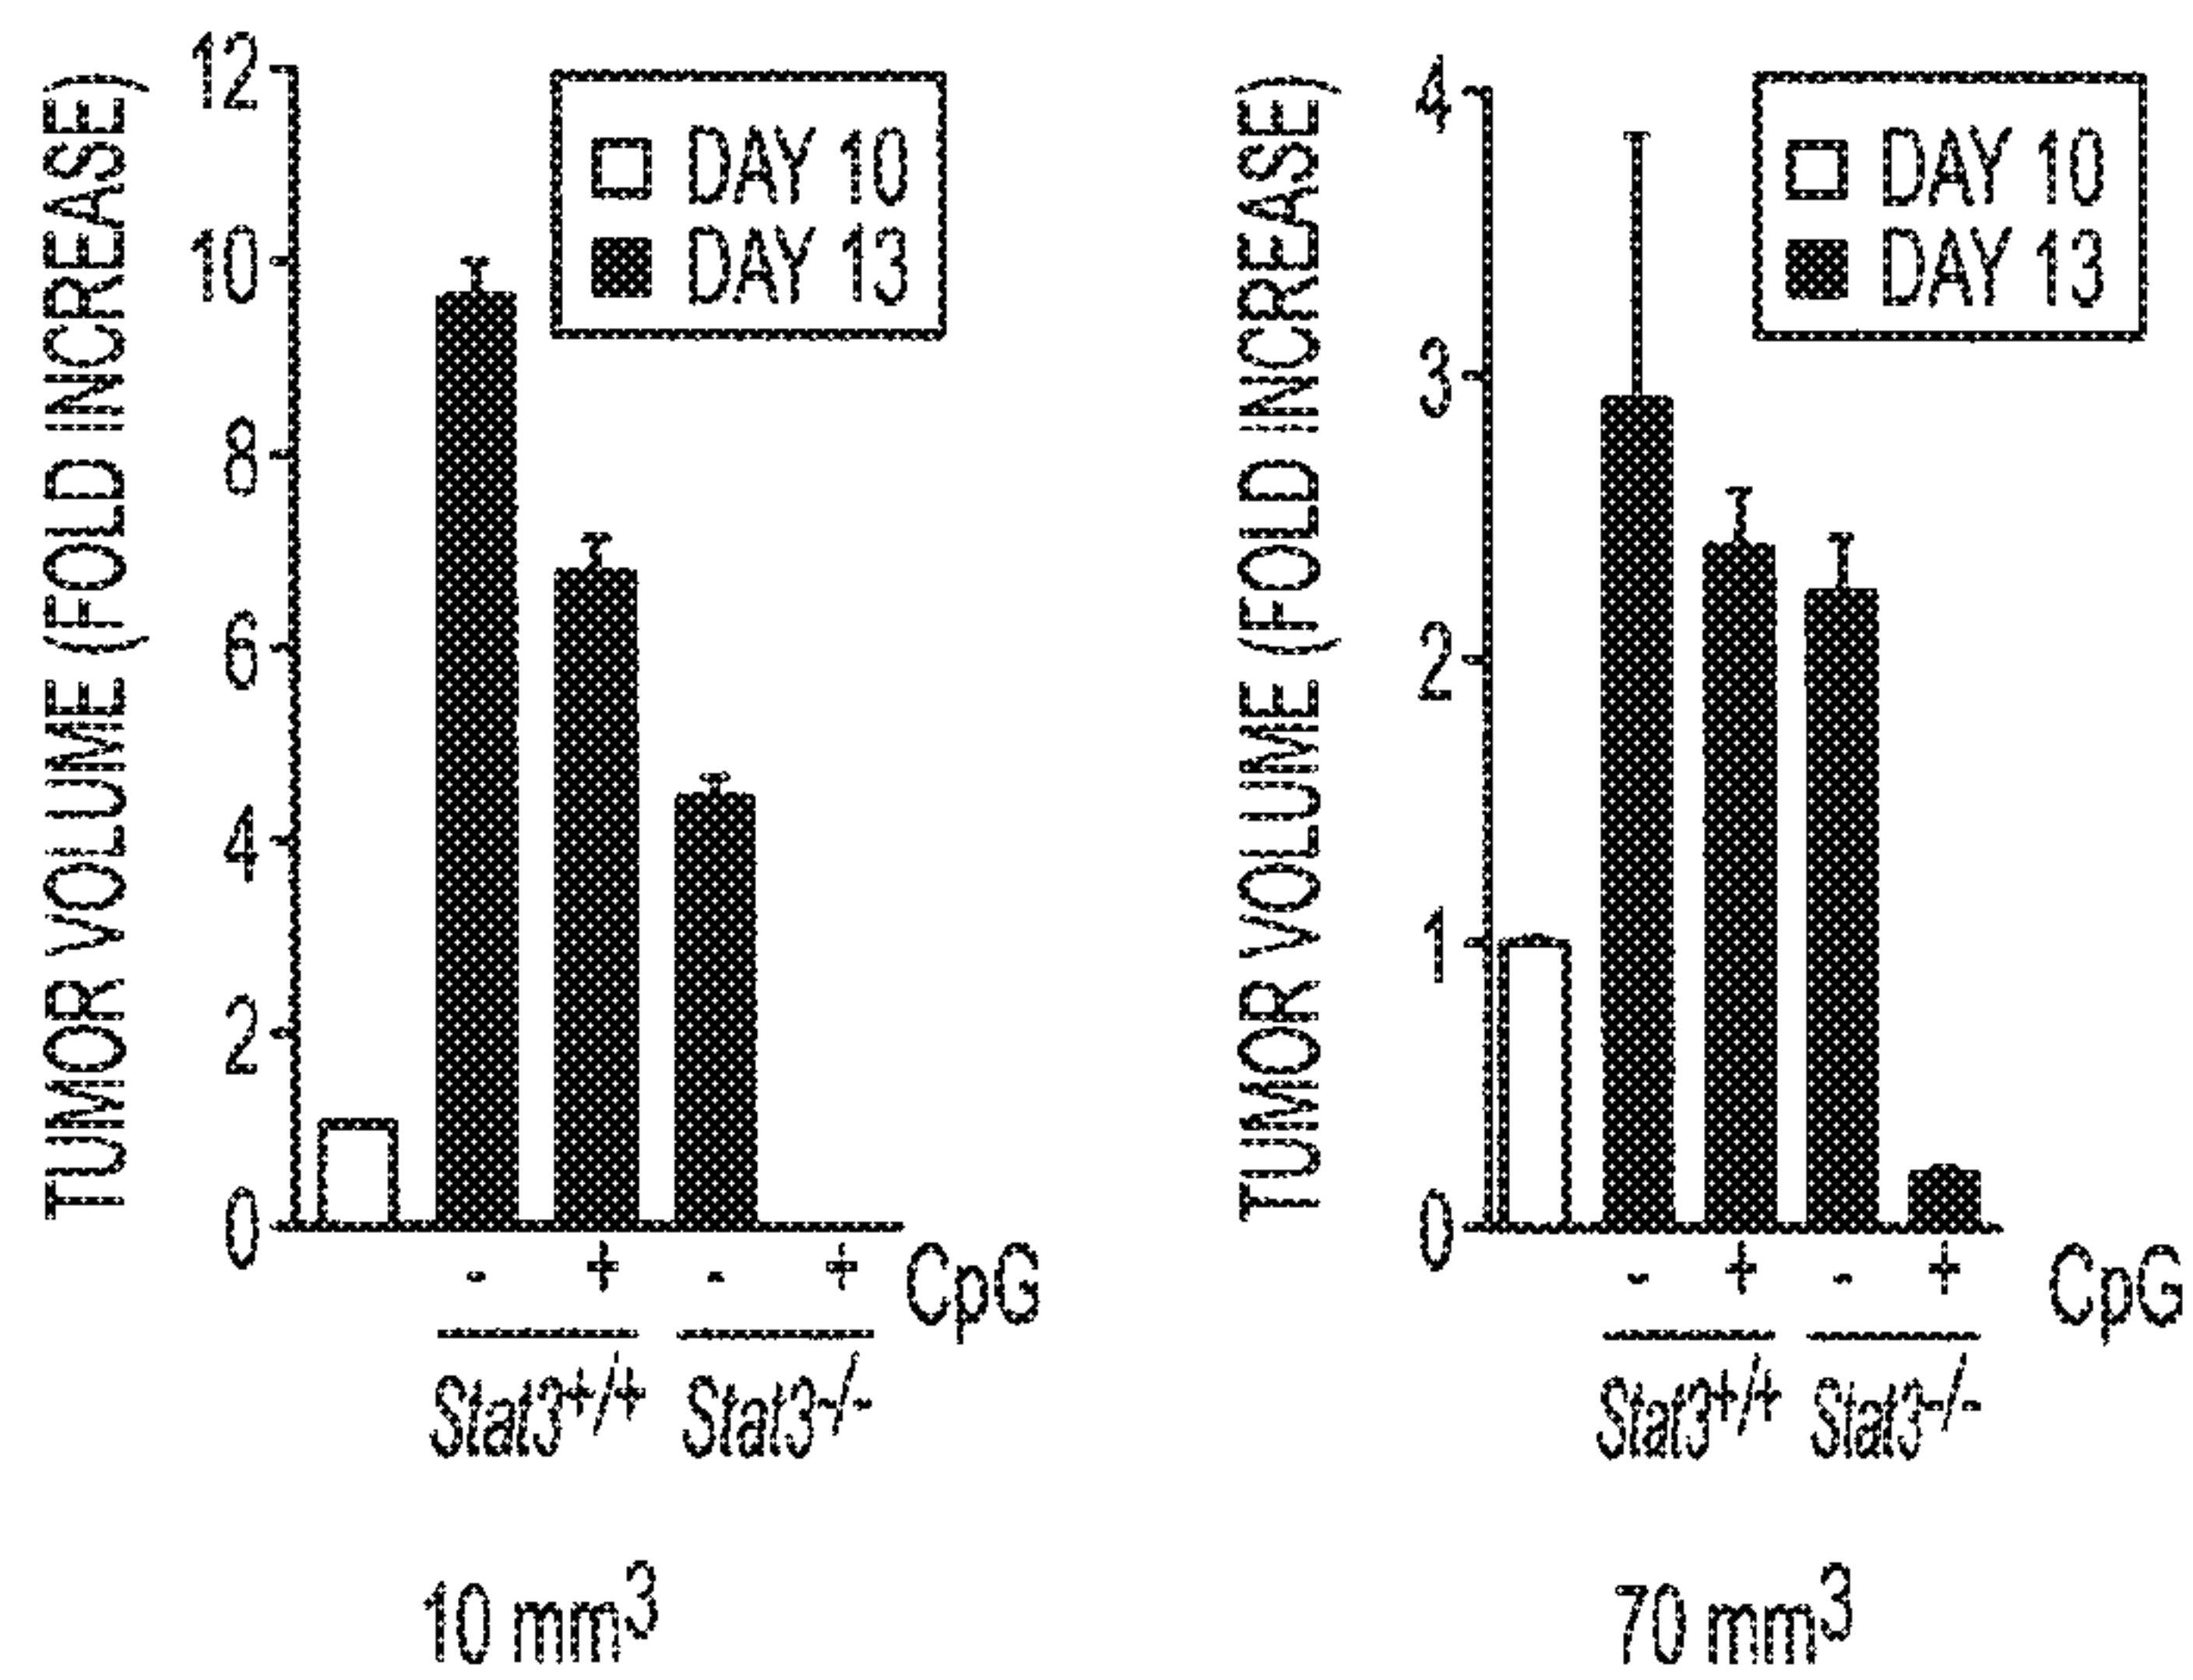 TUMOR VOLUME (FOLD INCREASE)
12
10
8
6
4
2
0
DAY 10
DAY 13
- + - + CpG
Stat3+/+ Stat3-/-
10 mm3
TUMOR VOLUME (FOLD INCREASE)
4
3
2
1
0
DAY 10
DAY 13
- + - + CpG
Stat3+/+ Stat3-/-
70 mm3